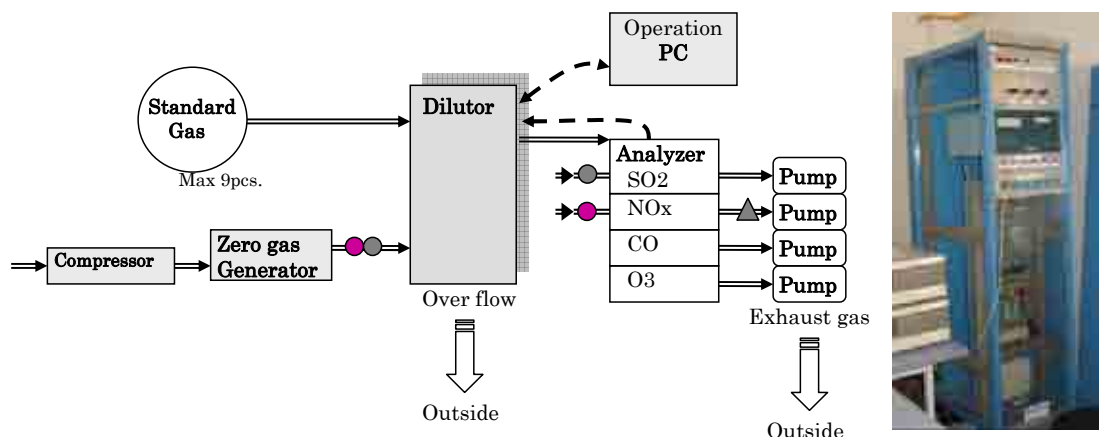 Operation
PC
Standard
Gas
Max 9pcs.
Dilutor
Analyzer
SO2
NOx
CO
O3
Pump
Pump
Pump
Pump
Compressor
Zero gas
Generator
Over flow
Exhaust gas
Outside
Outside